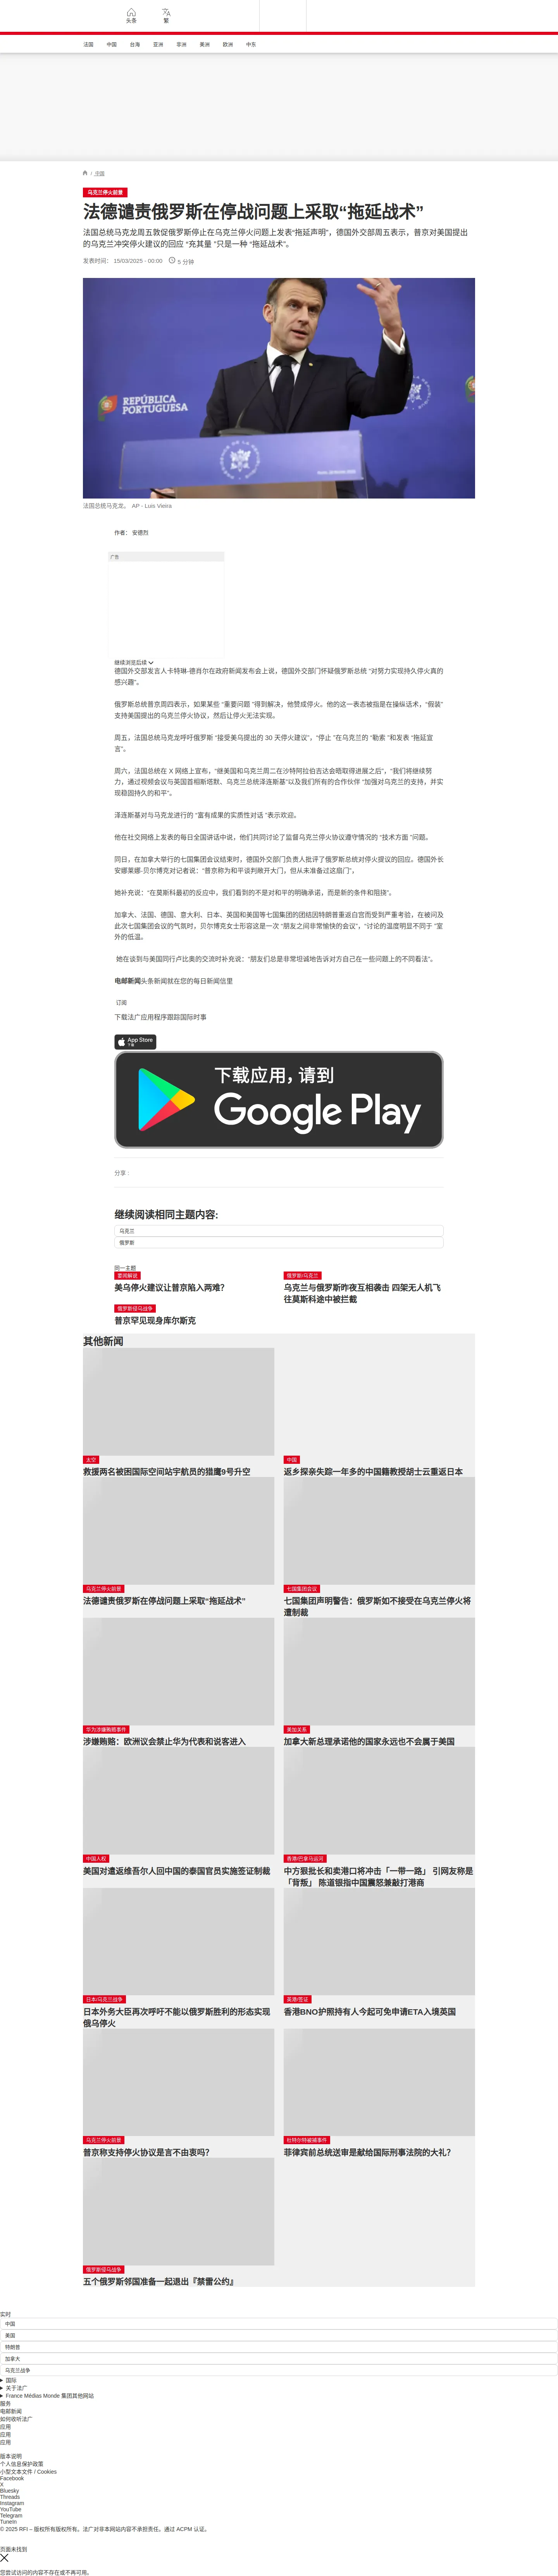 头条
繁
法國
中国
台海
亚洲
非洲
美洲
欧洲
中东
/ 法國
乌克兰停火前景
法德谴责俄罗斯在停战问题上采取“拖延战术”
法国总统马克龙周五敦促俄罗斯停止在乌克兰停火问题上发表“拖延声明”，德国外交部周五表示，普京对美国提出
的乌克兰冲突停火建议的回应 “充其量 ”只是一种 “拖延战术”。
发表时间： 15/03/2025 - 00:00 5 分钟
REPÚBLICA
PORTUGUESA
法国总统马克龙。 AP - Luis Vieira
作者： 安德烈
广告
继续浏览后续
德国外交部发言人卡特琳-德肖尔在政府新闻发布会上说，德国外交部门怀疑俄罗斯总统 “对努力实现持久停火真的
感兴趣”。
俄罗斯总统普京周四表示，如果某些 “重要问题 ”得到解决，他赞成停火。他的这一表态被指是在操纵话术，“假装”
支持美国提出的乌克兰停火协议，然后让停火无法实现。
周五，法国总统马克龙呼吁俄罗斯 “接受美乌提出的 30 天停火建议”，“停止 ”在乌克兰的 “勒索 ”和发表 “拖延宣
言”。
周六，法国总统在 X 网络上宣布，“继美国和乌克兰周二在沙特阿拉伯吉达会晤取得进展之后”，“我们将继续努
力，通过视频会议与英国首相斯塔默、乌克兰总统泽连斯基”以及我们所有的合作伙伴 “加强对乌克兰的支持，并实
现稳固持久的和平”。
泽连斯基对与马克龙进行的 “富有成果的实质性对话 ”表示欢迎。
他在社交网络上发表的每日全国讲话中说，他们共同讨论了监督乌克兰停火协议遵守情况的 “技术方面 ”问题。
同日，在加拿大举行的七国集团会议结束时，德国外交部门负责人批评了俄罗斯总统对停火提议的回应。德国外长
安娜莱娜-贝尔博克对记者说：“普京称为和平谈判敞开大门，但从未准备过这扇门”，
她补充说：“在莫斯科最初的反应中，我们看到的不是对和平的明确承诺，而是新的条件和阻挠”。
加拿大、法国、德国、意大利、日本、英国和美国等七国集团的团结因特朗普重返白宫而受到严重考验，在被问及
此次七国集团会议的气氛时，贝尔博克女士形容这是一次 “朋友之间非常愉快的会议”，“讨论的温度明显不同于 ”室
外的低温。
她在谈到与美国同行卢比奥的交流时补充说：“朋友们总是非常坦诚地告诉对方自己在一些问题上的不同看法”。
电邮新闻头条新闻就在您的每日新闻信里
订阅
下载法广应用程序跟踪国际时事
App Store
下载
下载应用，请到
Google Play
分享 :
继续阅读相同主题内容:
乌克兰
俄罗斯
同一主题
要闻解说
美乌停火建议让普京陷入两难?
俄罗斯/乌克兰
乌克兰与俄罗斯昨夜互相袭击 四架无人机飞
往莫斯科途中被拦截
俄罗斯侵乌战争
普京罕见现身库尔斯克
其他新闻
太空
救援两名被困国际空间站宇航员的猎鹰9号升空
中国
返乡探亲失踪一年多的中国籍教授胡士云重返日本
乌克兰停火前景
法德谴责俄罗斯在停战问题上采取“拖延战术”
七国集团会议
七国集团声明警告：俄罗斯如不接受在乌克兰停火将
遭制裁
华为涉嫌贿赂事件
涉嫌贿赂：欧洲议会禁止华为代表和说客进入
美加关系
加拿大新总理承诺他的国家永远也不会属于美国
中国人权
美国对遣返维吾尔人回中国的泰国官员实施签证制裁
香港/巴拿马运河
中方狠批长和卖港口将冲击「一带一路」 引网友称是
「背叛」 陈道银指中国震怒兼敲打港商
日本/乌克兰战争
日本外务大臣再次呼吁不能以俄罗斯胜利的形态实现
俄乌停火
英港/签证
香港BNO护照持有人今起可免申请ETA入境英国
乌克兰停火前景
普京称支持停火协议是言不由衷吗?
杜特尔特被捕案件
菲律宾前总统送审是献给国际刑事法院的大礼?
俄罗斯侵乌战争
五个俄罗斯邻国准备一起退出『禁雷公约』
实时
中国
美国
特朗普
加拿大
乌克兰战争
国际
关于法广
France Médias Monde 集团其他网站
服务
电邮新闻
如何收听法广
应用
应用
应用
版本说明
个人信息保护政策
小型文本文件 / Cookies
Facebook
X
Bluesky
Threads
Instagram
YouTube
Telegram
TuneIn
© 2025 RFI – 版权所有版权所有。法广对非本网站内容不承担责任。通过 ACPM 认证。
页面未找到
您尝试访问的内容不存在或不再可用。